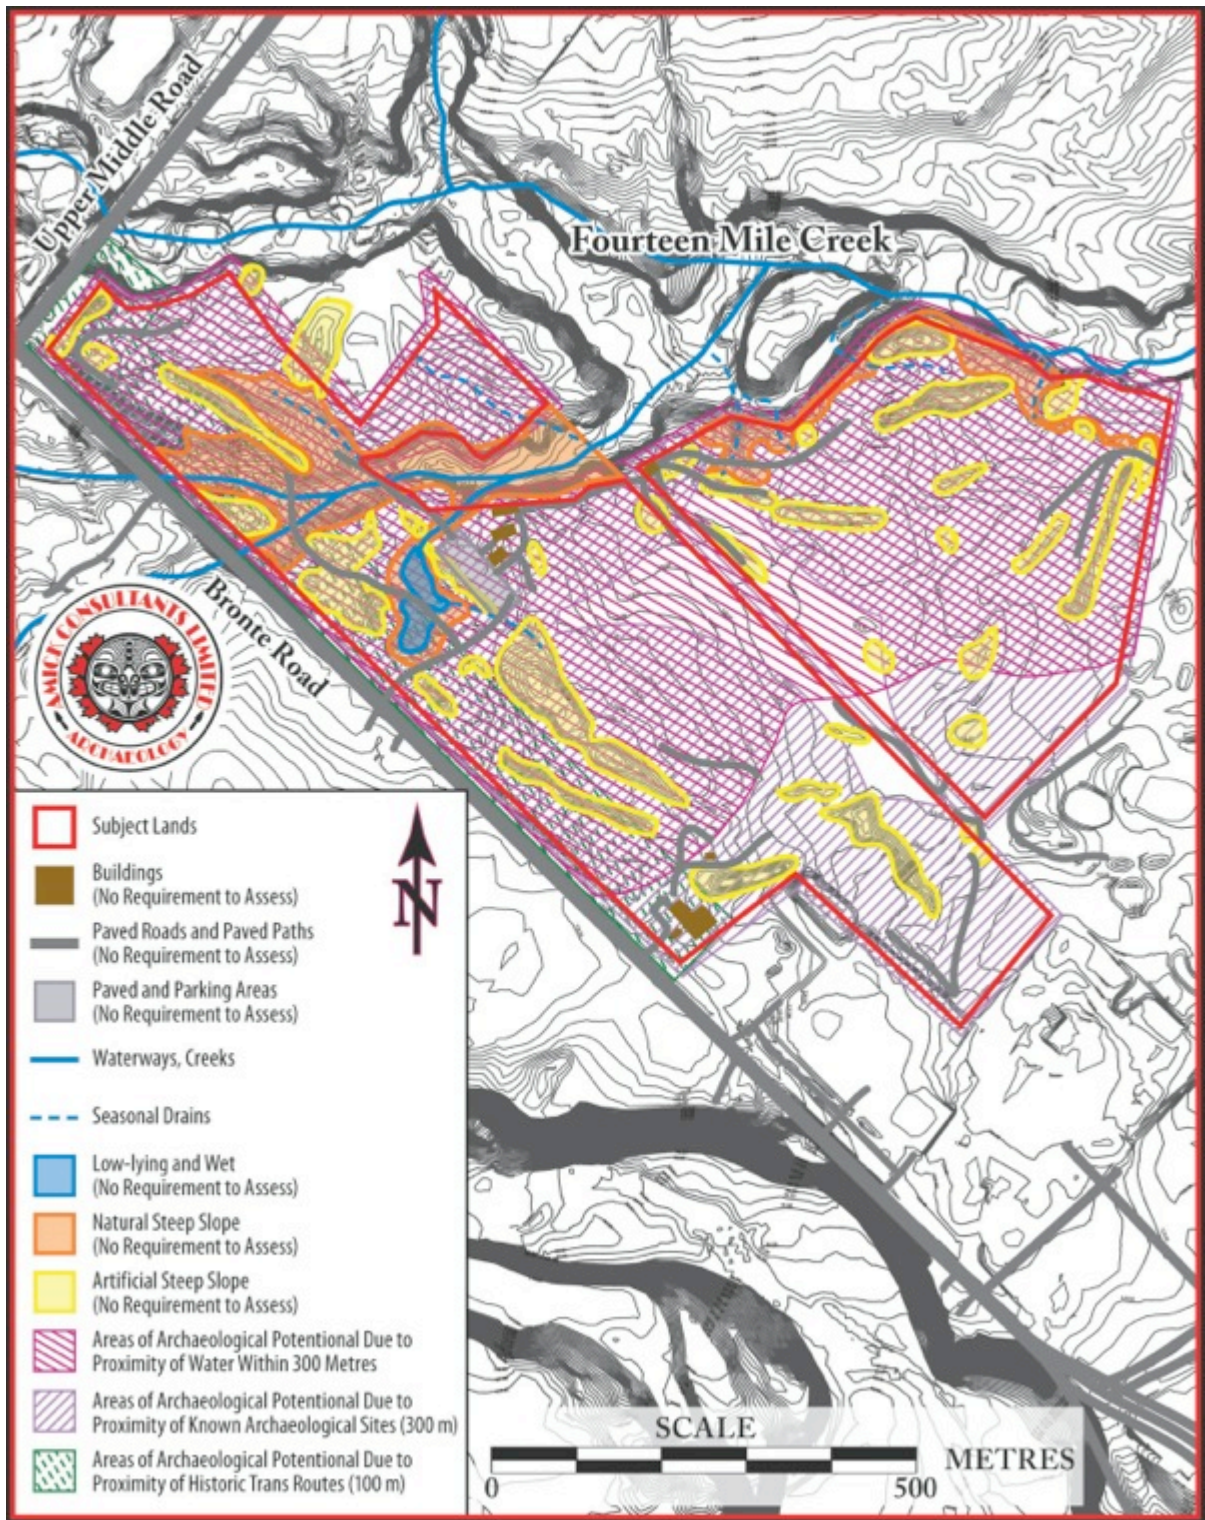 Upper Middle Road
Fourteen Mile Creek
Bronte Road
AMICK CONSULTANTS LIMITED
ARCHAEOLOGY
Subject Lands
Buildings
(No Requirement to Assess)
Paved Roads and Paved Paths
(No Requirement to Assess)
Paved and Parking Areas
(No Requirement to Assess)
Waterways, Creeks
Seasonal Drains
Low-lying and Wet
(No Requirement to Assess)
Natural Steep Slope
(No Requirement to Assess)
Artificial Steep Slope
(No Requirement to Assess)
Areas of Archaeological Potentional Due to
Proximity of Water Within 300 Metres
Areas of Archaeological Potentional Due to
Proximity of Known Archaeological Sites (300 m)
Areas of Archaeological Potentional Due to
Proximity of Historic Trans Routes (100 m)
N
SCALE
METRES
0 500